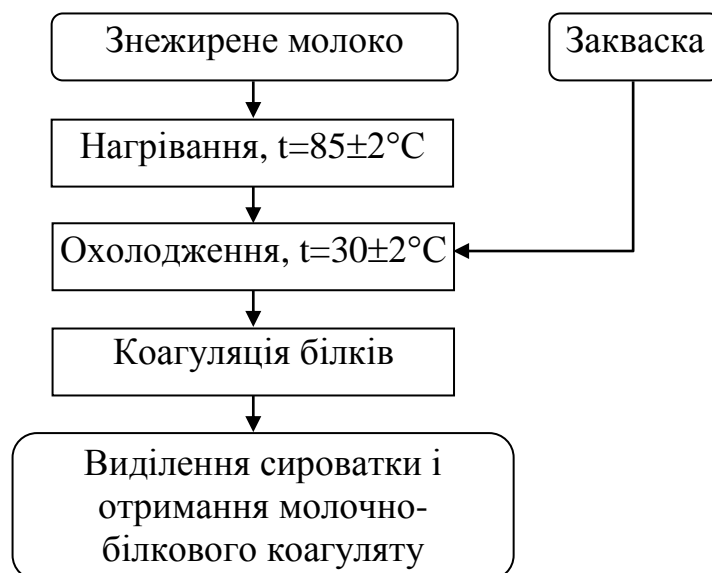 Знежирене молоко
Закваска
Нагрівання, t=85±2°C
Охолодження, t=30±2°C
Коагуляція білків
Виділення сироватки і
отримання молочно-
білкового коагуляту